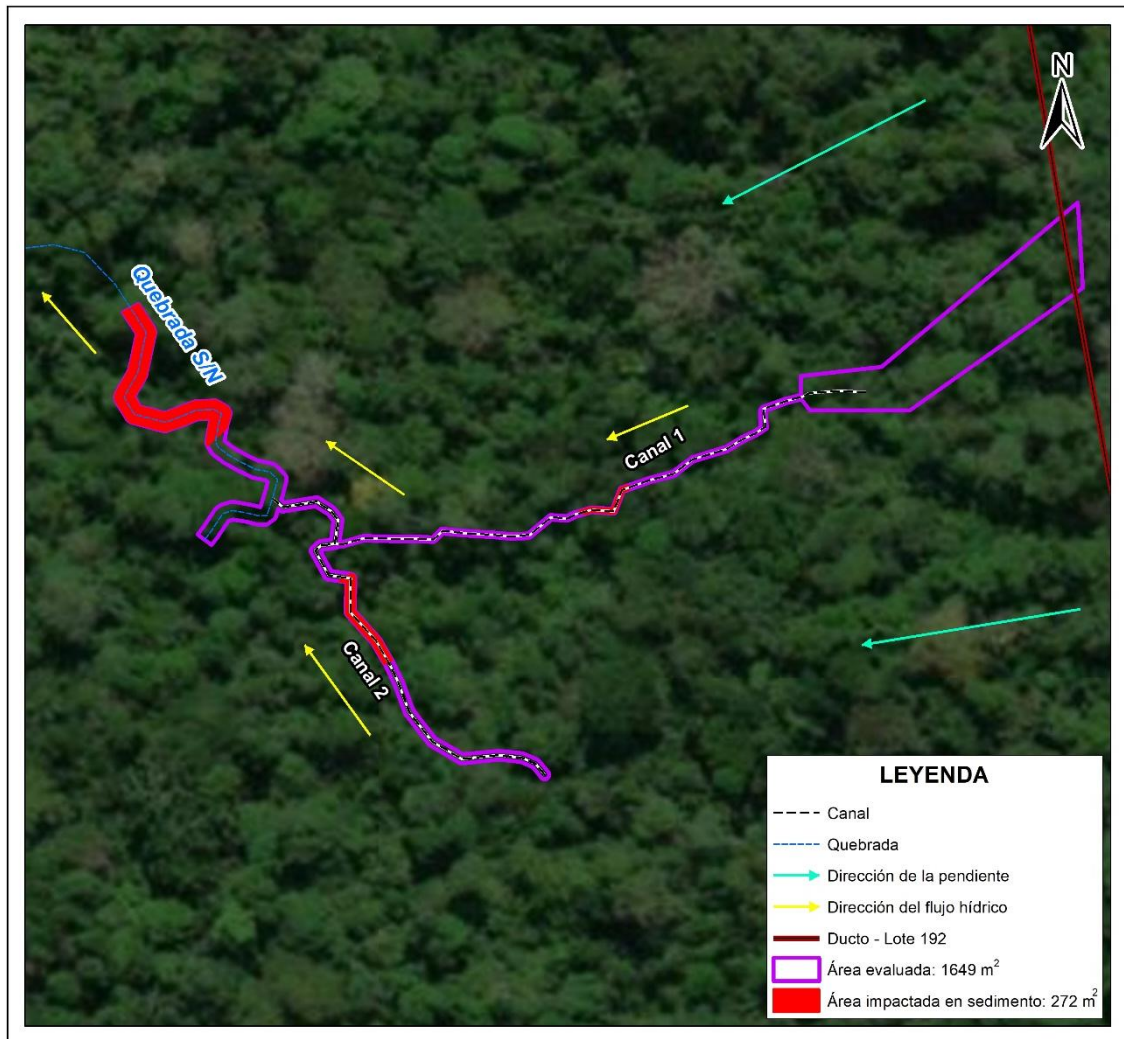 N
Quebrada S/N
Canal 1
Canal 2
LEYENDA
Canal
Quebrada
Dirección de la pendiente
Dirección del flujo hídrico
Ducto - Lote 192
Área evaluada: 1649 m²
Área impactada en sedimento: 272 m²